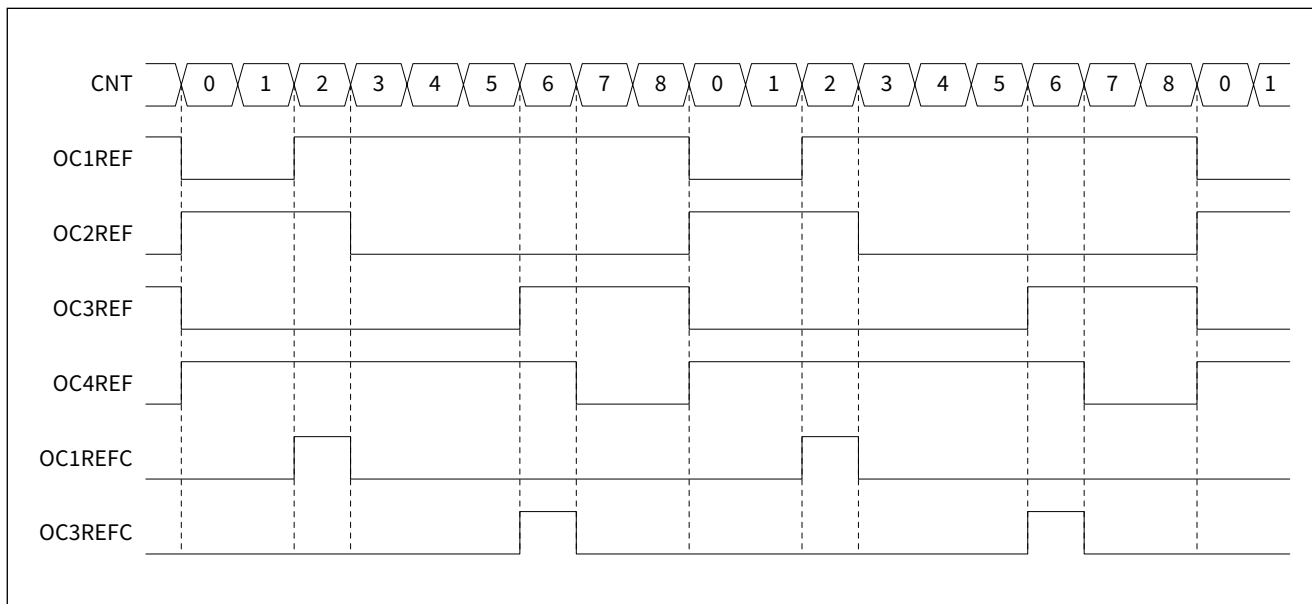 CNT 0 1 2 3 4 5 6 7 8 0 1 2 3 4 5 6 7 8 0 1
OC1REF
OC2REF
OC3REF
OC4REF
OC1REFC
OC3REFC